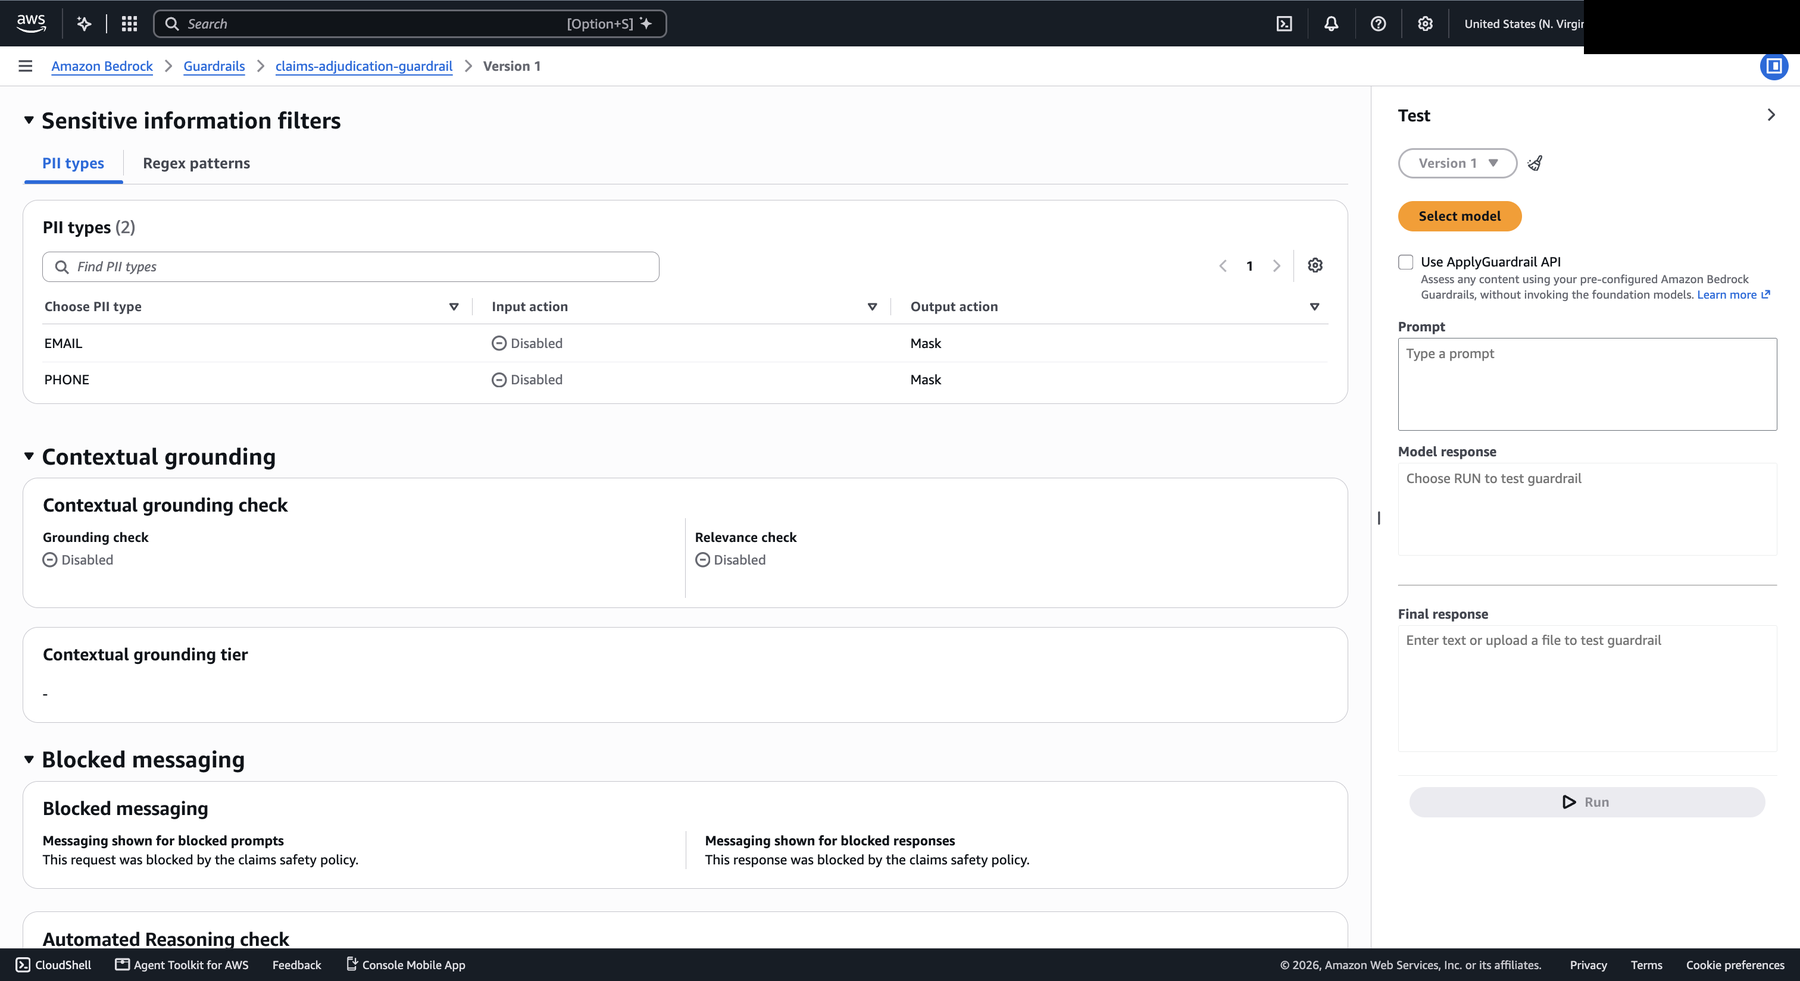 aws
Search
[Option+S]
United States (N. Virgin
Amazon Bedrock
Guardrails
claims-adjudication-guardrail
Version 1
Sensitive information filters
PII types
Regex patterns
PII types (2)
Find PII types
1
Choose PII type
Input action
Output action
EMAIL
Disabled
Mask
PHONE
Disabled
Mask
Contextual grounding
Contextual grounding check
Grounding check
Disabled
Relevance check
Disabled
Contextual grounding tier
-
Blocked messaging
Blocked messaging
Messaging shown for blocked prompts
This request was blocked by the claims safety policy.
Messaging shown for blocked responses
This response was blocked by the claims safety policy.
Automated Reasoning check
Test
Version 1
Select model
Use ApplyGuardrail API
Assess any content using your pre-configured Amazon Bedrock
Guardrails, without invoking the foundation models. Learn more
Prompt
Type a prompt
Model response
Choose RUN to test guardrail
Final response
Enter text or upload a file to test guardrail
Run
CloudShell
Agent Toolkit for AWS
Feedback
Console Mobile App
© 2026, Amazon Web Services, Inc. or its affiliates.
Privacy
Terms
Cookie preferences